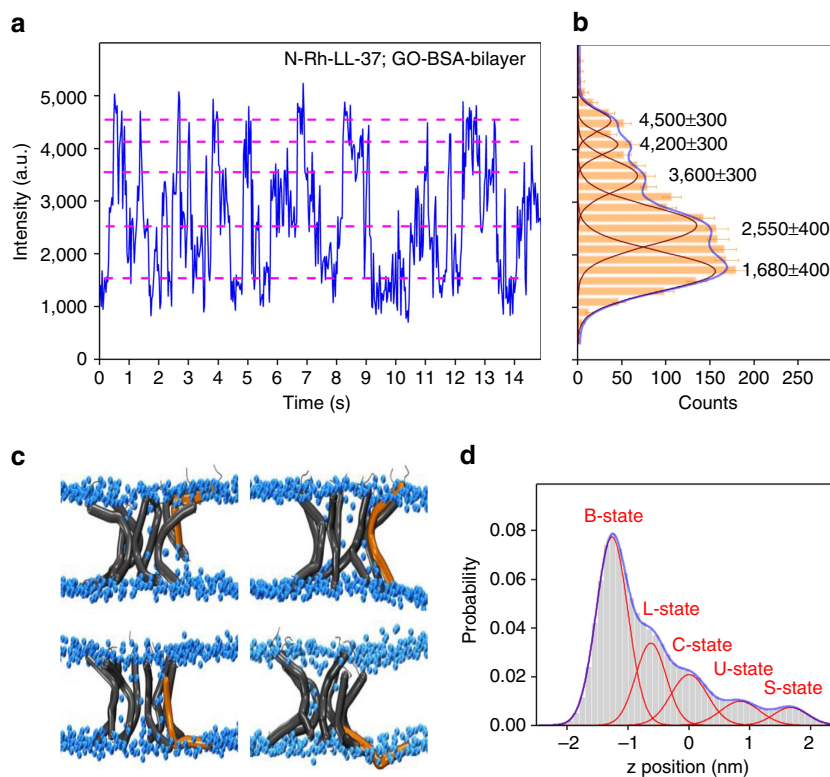 a
N-Rh-LL-37; GO-BSA-bilayer
Intensity (a.u.)
5,000
4,000
3,000
2,000
1,000
0
0 1 2 3 4 5 6 7 8 9 10 11 12 13 14
Time (s)
b
4,500±300
4,200±300
3,600±300
2,550±400
1,680±400
0 50 100 150 200 250
Counts
c
d
Probability
0.08
0.06
0.04
0.02
0.00
B-state
L-state
C-state
U-state
S-state
−2 −1 0 1 2
z position (nm)